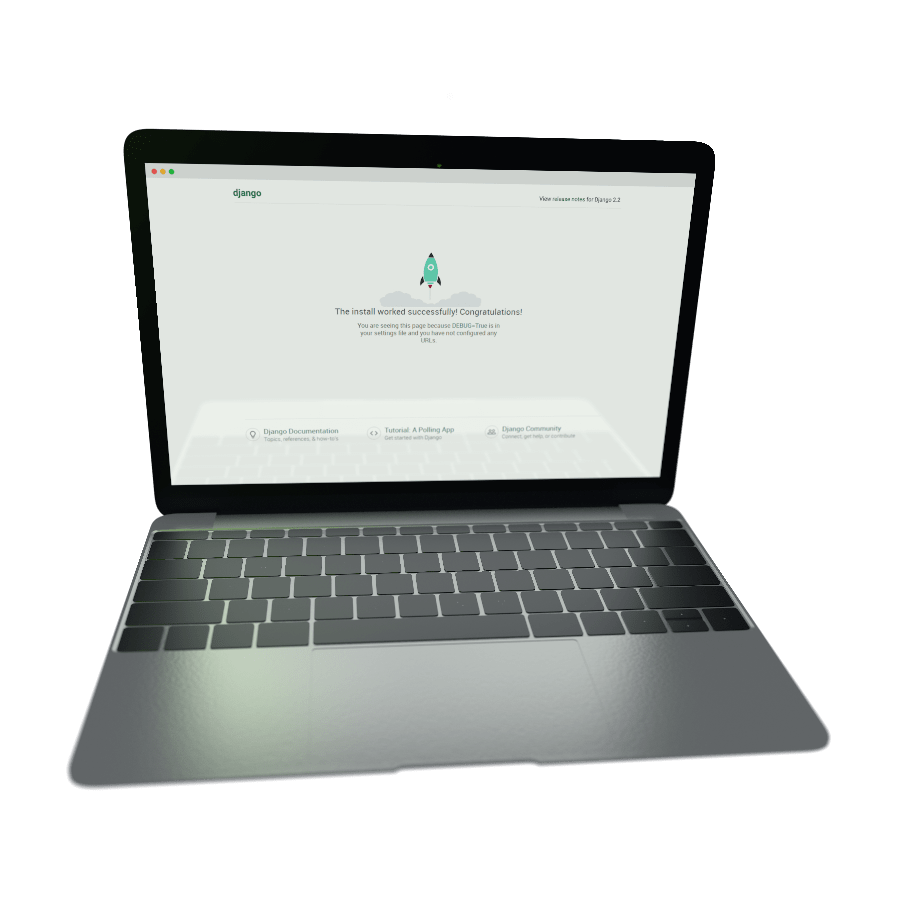 django
View release notes for Django 2.2
The install worked successfully! Congratulations!
You are seeing this page because DEBUG=True is in
your settings file and you have not configured any
URLs.
Django Documentation
Topics, references, & how-to's
Tutorial: A Polling App
Get started with Django
Django Community
Connect, get help, or contribute